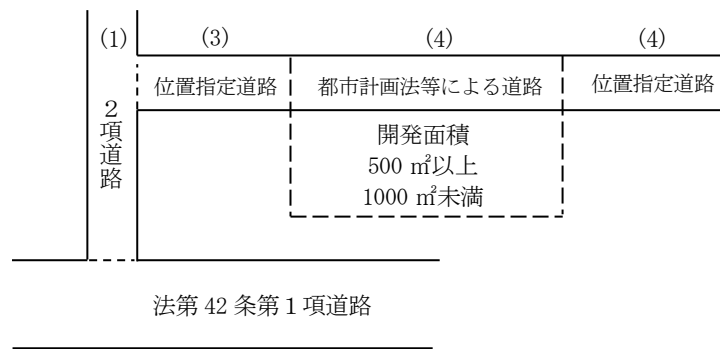 (1)
(3)
(4)
(4)
位置指定道路
都市計画法等による道路
位置指定道路
2項道路
開発面積
500 ㎡以上
1000 ㎡未満
法第 42 条第１項道路